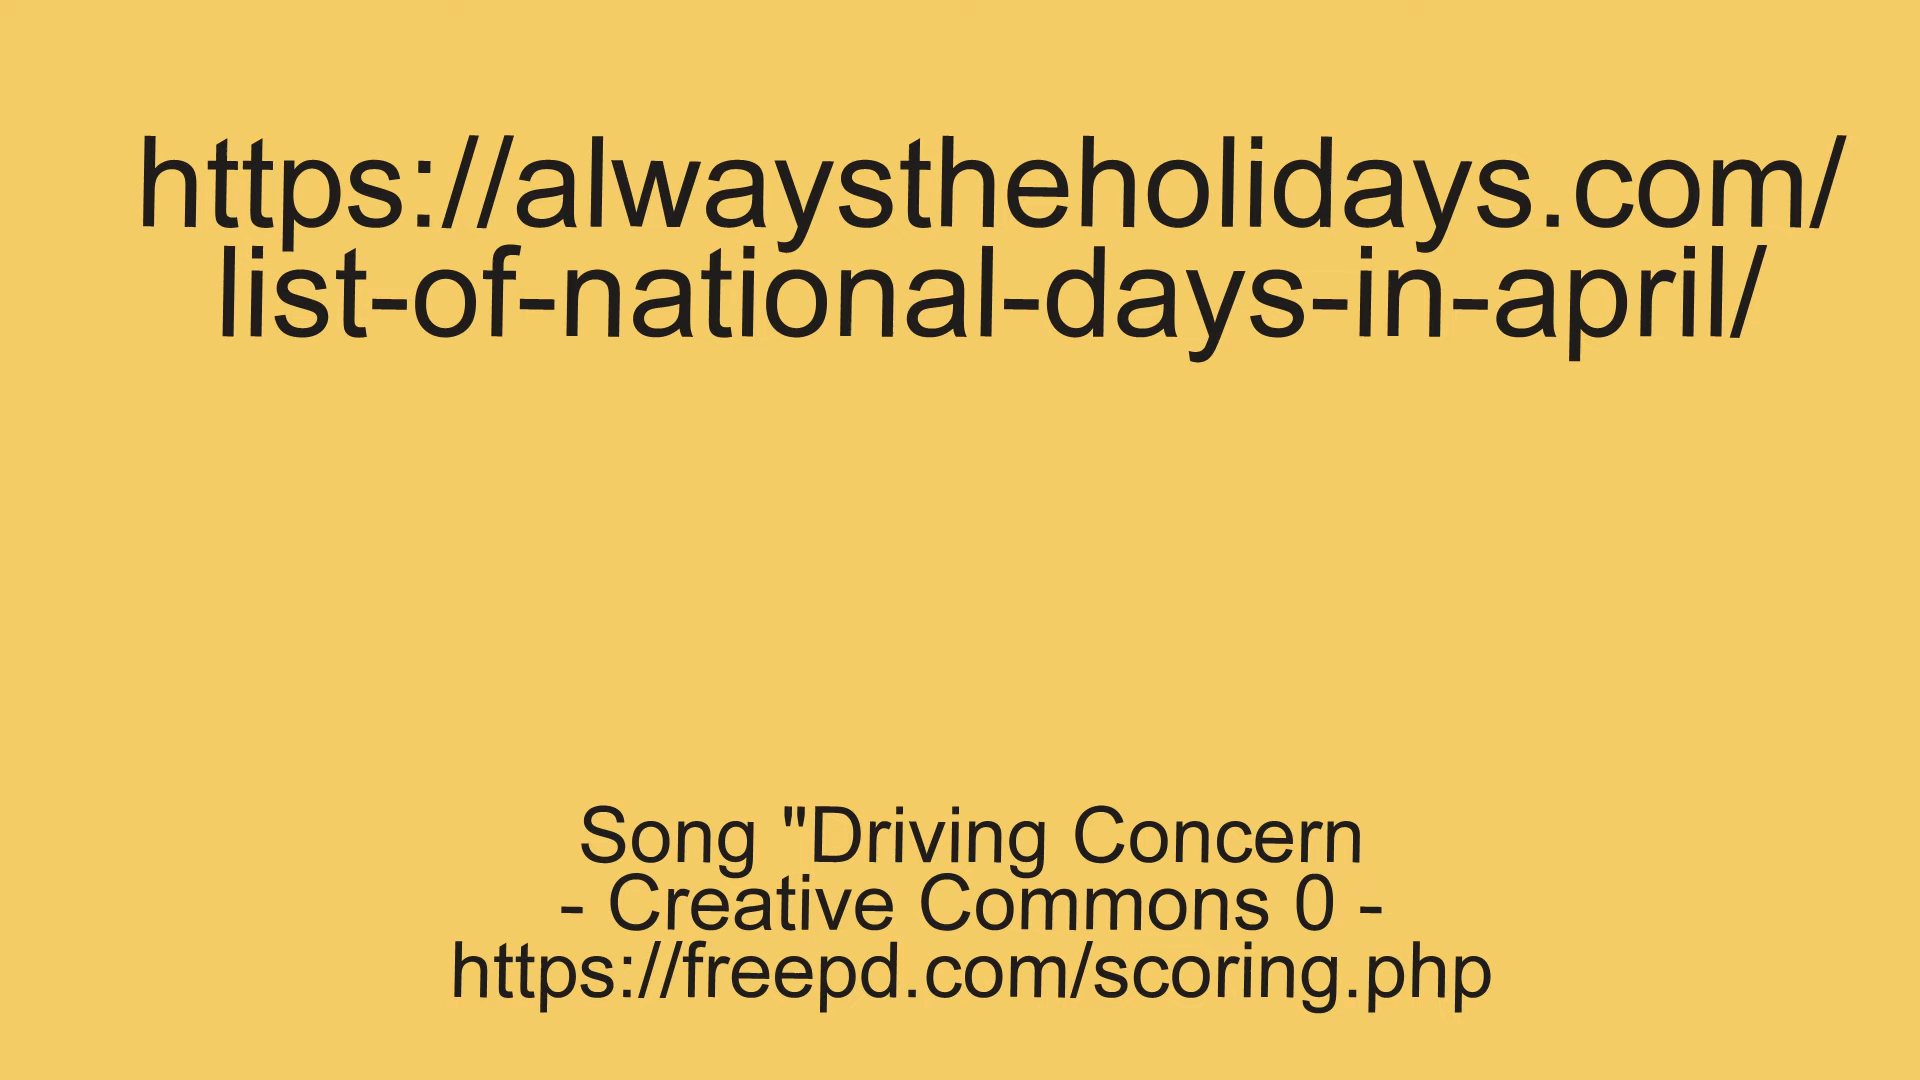 https://alwaystheholidays.com/
list-of-national-days-in-april/
Song "Driving Concern
- Creative Commons 0 -
https://freepd.com/scoring.php